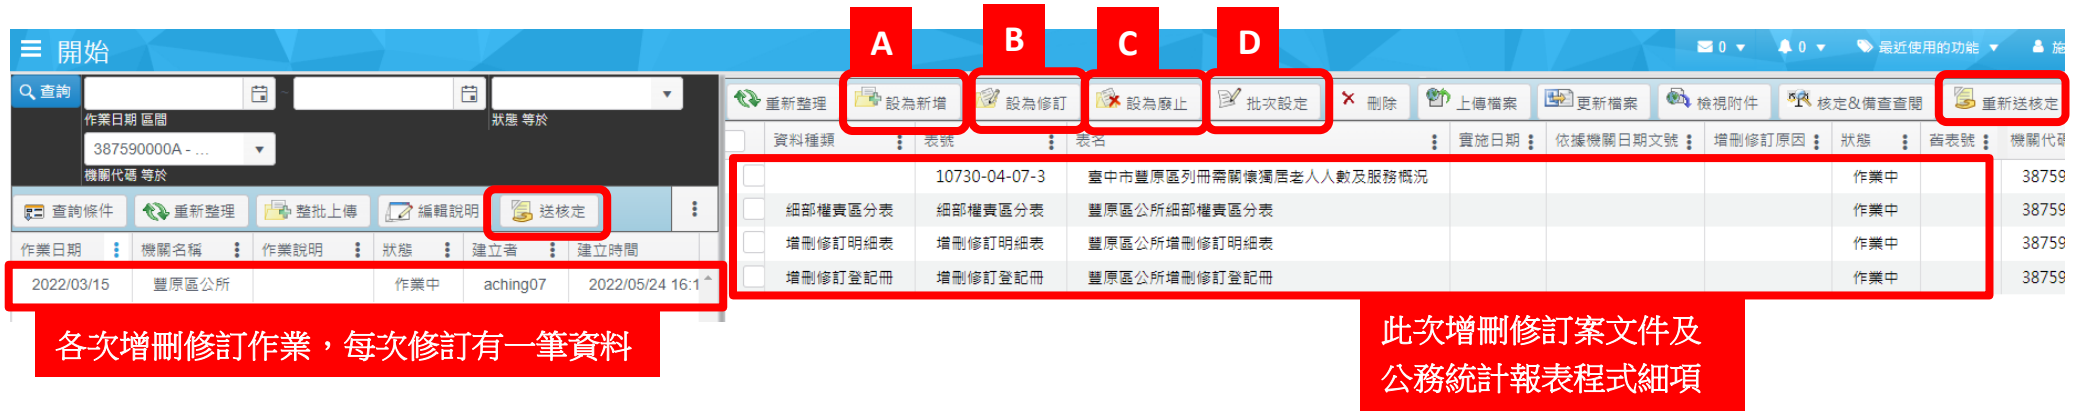 A
B
C
D
開始
0
0
最近使用的功能
施
查詢
~
作業日期 區間
狀態 等於
387590000A - ...
機關代碼 等於
查詢條件
重新整理
整批上傳
編輯說明
送核定
作業日期
機關名稱
作業說明
狀態
建立者
建立時間
2022/03/15
豐原區公所
作業中
aching07
2022/05/24 16:1
各次增刪修訂作業，每次修訂有一筆資料
重新整理
設為新增
設為修訂
設為廢止
批次設定
刪除
上傳檔案
更新檔案
檢視附件
核定&備查查閱
重新送核定
資料種類
表號
表名
實施日期
依據機關日期文號
增刪修訂原因
狀態
舊表號
機關代碼
10730-04-07-3
臺中市豐原區列冊需關懷獨居老人人數及服務概況
作業中
38759
細部權責區分表
細部權責區分表
豐原區公所細部權責區分表
作業中
38759
增刪修訂明細表
增刪修訂明細表
豐原區公所增刪修訂明細表
作業中
38759
增刪修訂登記冊
增刪修訂登記冊
豐原區公所增刪修訂登記冊
作業中
38759
此次增刪修訂案文件及
公務統計報表程式細項